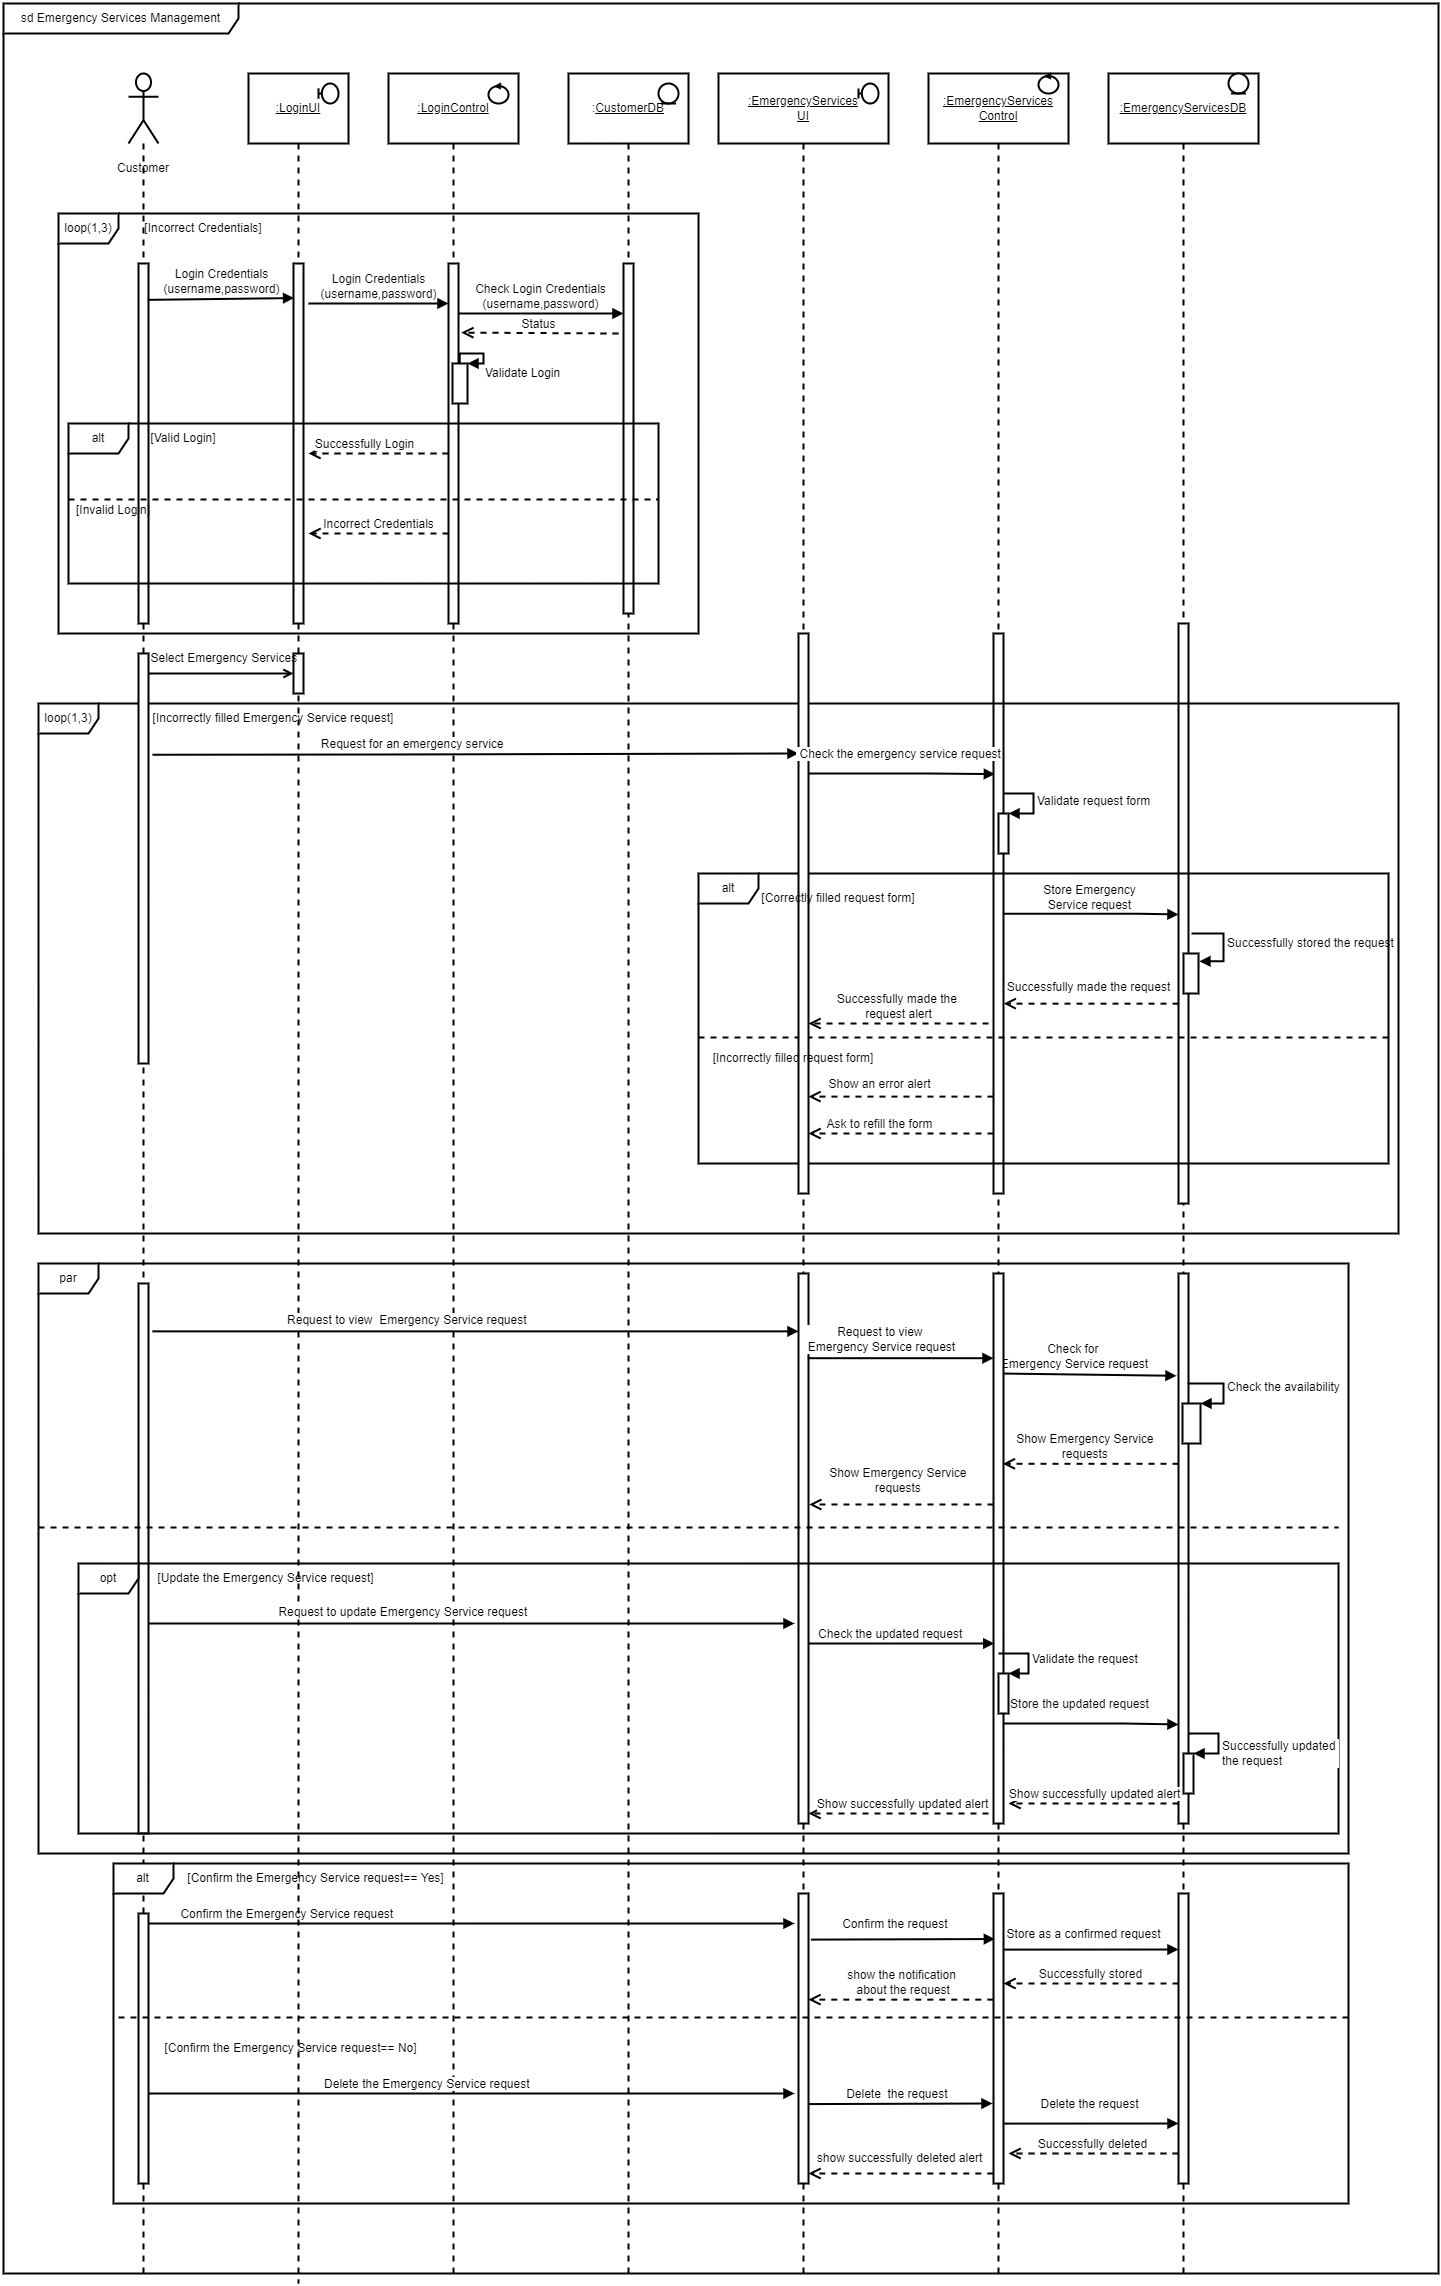 sd Emergency Services Management
Customer
:LoginUI
:LoginControl
:CustomerDB
:EmergencyServices
UI
:EmergencyServices
Control
:EmergencyServicesDB
loop(1,3)
[Incorrect Credentials]
Login Credentials
(username,password)
Login Credentials
(username,password)
Check Login Credentials
(username,password)
Status
Validate Login
alt
[Valid Login]
Successfully Login
[Invalid Login]
Incorrect Credentials
Select Emergency Services
loop(1,3)
[Incorrectly filled Emergency Service request]
Request for an emergency service
Check the emergency service request
Validate request form
alt
[Correctly filled request form]
Store Emergency
Service request
Successfully stored the request
Successfully made the request
Successfully made the
request alert
[Incorrectly filled request form]
Show an error alert
Ask to refill the form
par
Request to view  Emergency Service request
Request to view
Emergency Service request
Check for
Emergency Service request
Check the availability
Show Emergency Service
requests
Show Emergency Service
requests
opt
[Update the Emergency Service request]
Request to update Emergency Service request
Check the updated request
Validate the request
Store the updated request
Successfully updated
the request
Show successfully updated alert
Show successfully updated alert
alt
[Confirm the Emergency Service request== Yes]
Confirm the Emergency Service request
Confirm the request
Store as a confirmed request
Successfully stored
show the notification
about the request
[Confirm the Emergency Service request== No]
Delete the Emergency Service request
Delete  the request
Delete the request
Successfully deleted
show successfully deleted alert